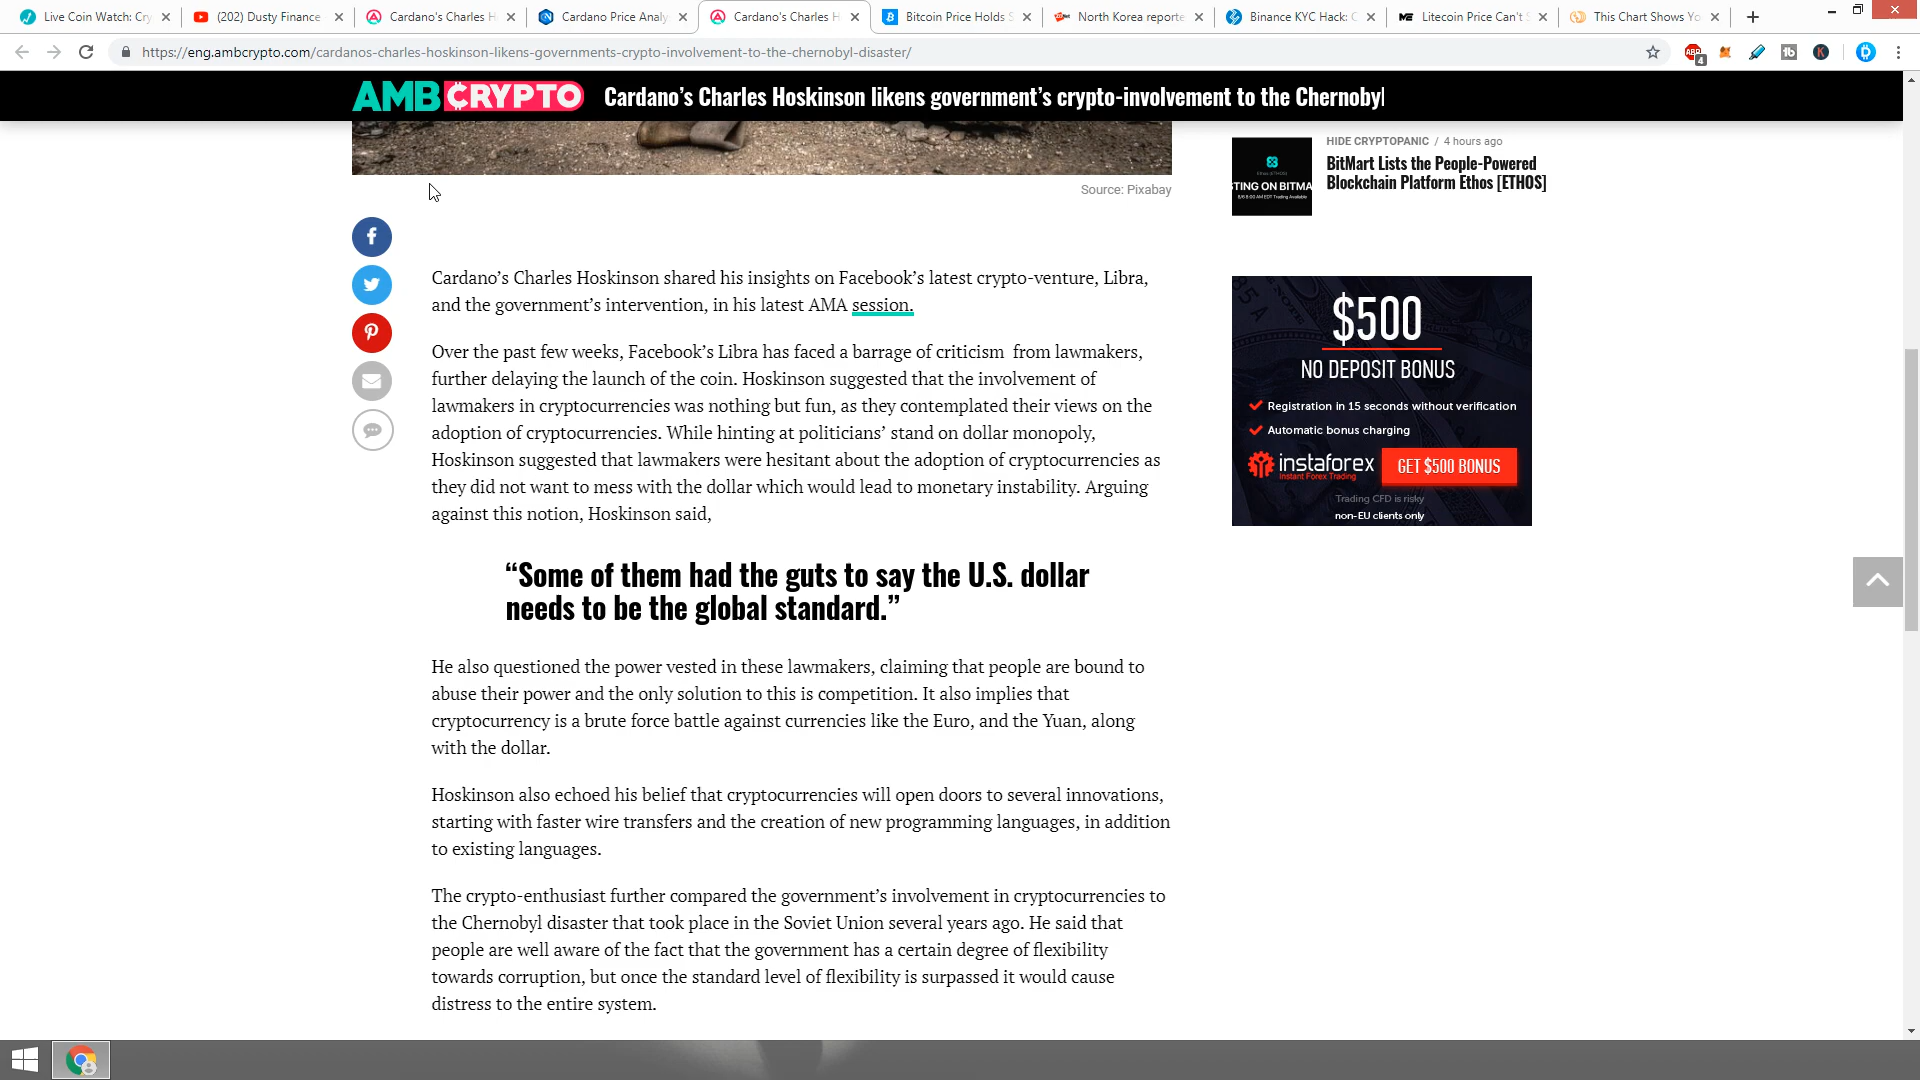 Live Coin Watch: Cry
(202) Dusty Finance
Cardano's Charles H
Cardano Price Analy
Cardano's Charles H
Bitcoin Price Holds S
North Korea reporte
Binance KYC Hack: C
Litecoin Price Can't S
This Chart Shows Yo
https://eng.ambcrypto.com/cardanos-charles-hoskinson-likens-governments-crypto-involvement-to-the-chernobyl-disaster/
ABP
4
AMBCRYPTO
Cardano’s Charles Hoskinson likens government’s crypto-involvement to the Chernobyl
HIDE CRYPTOPANIC / 4 hours ago
BitMart Lists the People-Powered
Blockchain Platform Ethos [ETHOS]
TING ON BITMA
Source: Pixabay
Cardano’s Charles Hoskinson shared his insights on Facebook’s latest crypto-venture, Libra,
and the government’s intervention, in his latest AMA session.
Over the past few weeks, Facebook’s Libra has faced a barrage of criticism from lawmakers,
further delaying the launch of the coin. Hoskinson suggested that the involvement of
lawmakers in cryptocurrencies was nothing but fun, as they contemplated their views on the
adoption of cryptocurrencies. While hinting at politicians’ stand on dollar monopoly,
Hoskinson suggested that lawmakers were hesitant about the adoption of cryptocurrencies as
they did not want to mess with the dollar which would lead to monetary instability. Arguing
against this notion, Hoskinson said,
“Some of them had the guts to say the U.S. dollar
needs to be the global standard.”
He also questioned the power vested in these lawmakers, claiming that people are bound to
abuse their power and the only solution to this is competition. It also implies that
cryptocurrency is a brute force battle against currencies like the Euro, and the Yuan, along
with the dollar.
Hoskinson also echoed his belief that cryptocurrencies will open doors to several innovations,
starting with faster wire transfers and the creation of new programming languages, in addition
to existing languages.
The crypto-enthusiast further compared the government’s involvement in cryptocurrencies to
the Chernobyl disaster that took place in the Soviet Union several years ago. He said that
people are well aware of the fact that the government has a certain degree of flexibility
towards corruption, but once the standard level of flexibility is surpassed it would cause
distress to the entire system.
$500
NO DEPOSIT BONUS
Registration in 15 seconds without verification
Automatic bonus charging
instaforex
Instant Forex Trading
GET $500 BONUS
Trading CFD is risky
non-EU clients only